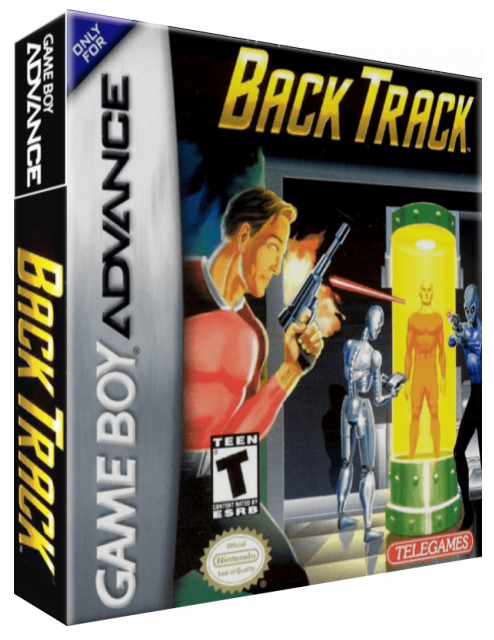 GAME BOY
ADVANCE
BACK TRACK
ONLY
FOR
GAME BOY ADVANCE
BACK TRACK
TEEN
T
CONTENT RATED BY
ESRB
Official
Nintendo
Seal of Quality
TELEGAMES